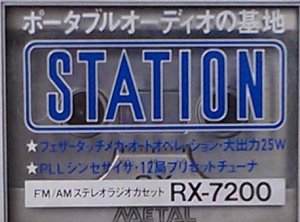 ポータブルオーディオの基地
STATION
★フェザータッチメカ・オートオペレーション・大出力25W
★PLLシンセサイザ・12局プリセットチューナ
FM/AMステレオラジオカセット RX-7200
METAL